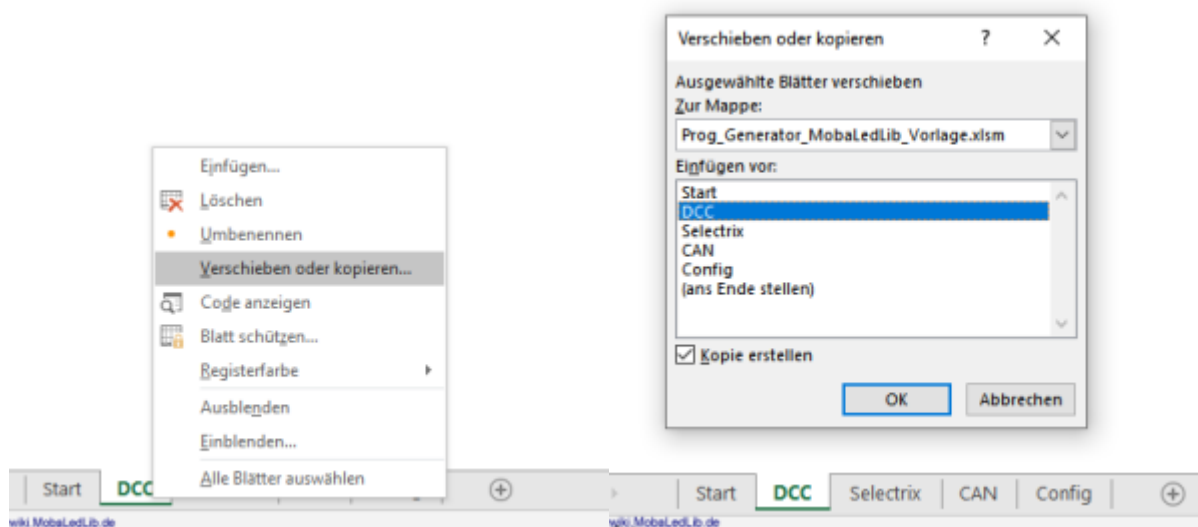 Einfügen...
Löschen
Umbenennen
Verschieben oder kopieren...
Code anzeigen
Blatt schützen...
Registerfarbe
Ausblenden
Einblenden...
Alle Blätter auswählen
Start DCC
wiki.MobaLedLib.de
Verschieben oder kopieren ?
Ausgewählte Blätter verschieben
Zur Mappe:
Prog_Generator_MobaLedLib_Vorlage.xlsm
Einfügen vor:
Start
DCC
Selectrix
CAN
Config
(ans Ende stellen)
Kopie erstellen
OK Abbrechen
Start DCC Selectrix CAN Config
wiki.MobaLedLib.de